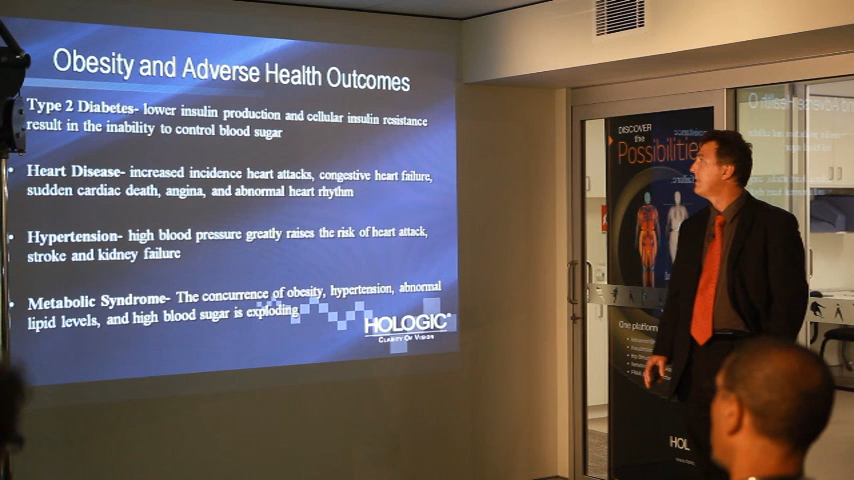 Obesity and Adverse Health Outcomes
Type 2 Diabetes- lower insulin production and cellular insulin resistance
result in the inability to control blood sugar
• Heart Disease- increased incidence heart attacks, congestive heart failure,
sudden cardiac death, angina, and abnormal heart rhythm
• Hypertension- high blood pressure greatly raises the risk of heart attack,
stroke and kidney failure
• Metabolic Syndrome- The concurrence of obesity, hypertension, abnormal
lipid levels, and high blood sugar is exploding
HOLOGIC®
CLARITY OF VISION
DISCOVER
the
Possibilitie
One platform
HOL